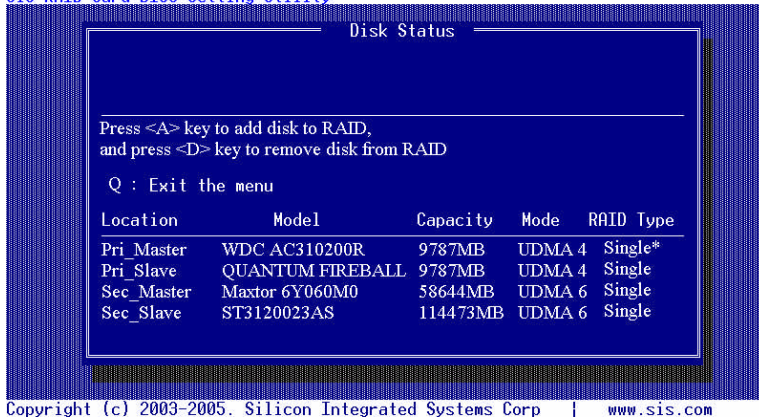 Disk Status
Press <A> key to add disk to RAID,
and press <D> key to remove disk from RAID
Q : Exit the menu
Location Model Capacity Mode RAID Type
Pri_Master WDC AC310200R 9787MB UDMA 4 Single*
Pri_Slave QUANTUM FIREBALL 9787MB UDMA 4 Single
Sec_Master Maxtor 6Y060M0 58644MB UDMA 6 Single
Sec_Slave ST3120023AS 114473MB UDMA 6 Single
Copyright (c) 2003-2005. Silicon Integrated Systems Corp | www.sis.com